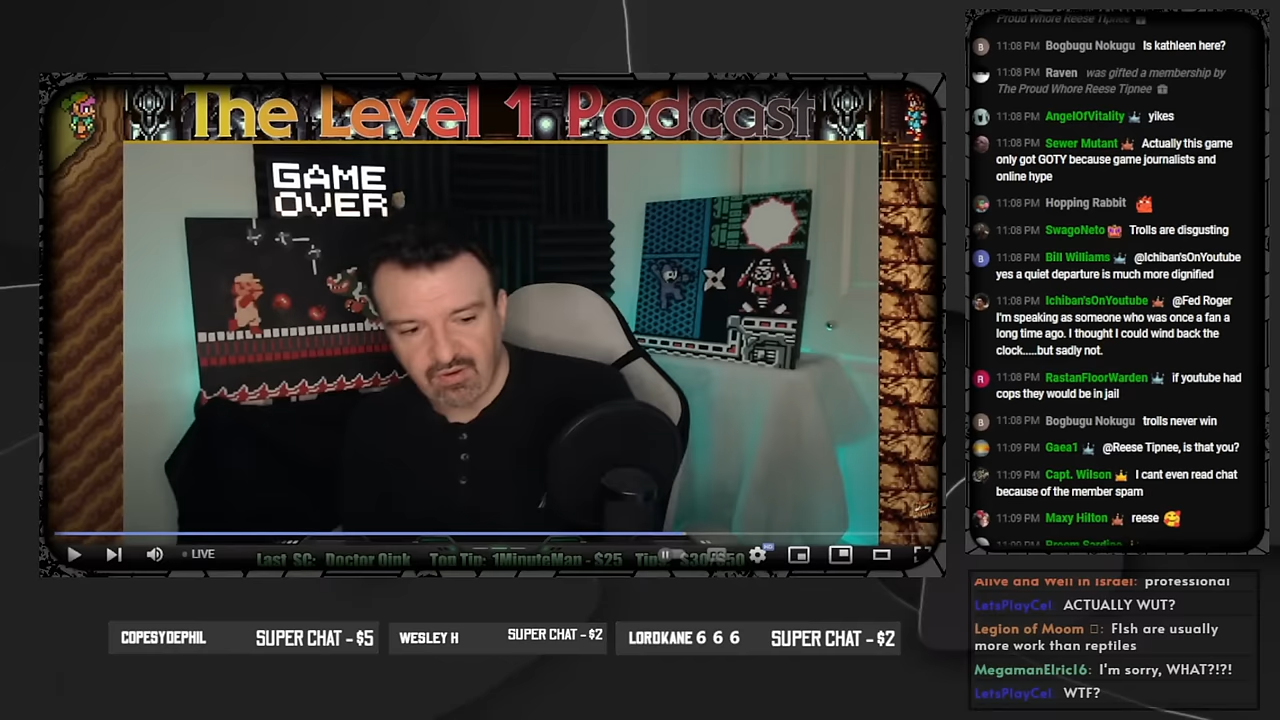 The Level 1 Podcast
GAME
OVER
LIVE
Last SC: Doctor Oink Top Tip: 1MinuteMan - $25
COPESYDEPHIL SUPER CHAT - $5
WESLEY H SUPER CHAT - $2
LORDKANE 6 6 6 SUPER CHAT - $2
Proud Whore Reese Tipnee
11:08 PM Bogbugu Nokugu Is kathleen here?
11:08 PM Raven was gifted a membership by
The Proud Whore Reese Tipnee
11:08 PM AngelOfVitality yikes
11:08 PM Sewer Mutant Actually this game
only got GOTY because game journalists and
online hype
11:08 PM Hopping Rabbit
11:08 PM SwagoNeto Trolls are disgusting
11:08 PM Bill Williams @Ichiban'sOnYoutube
yes a quiet departure is much more dignified
11:08 PM Ichiban'sOnYoutube @Fed Roger
I'm speaking as someone who was once a fan a
long time ago. I thought I could wind back the
clock.....but sadly not.
11:08 PM RastanFloorWarden if youtube had
cops they would be in jail
11:08 PM Bogbugu Nokugu trolls never win
11:09 PM Gaea1 @Reese Tipnee, is that you?
11:09 PM Capt. Wilson I cant even read chat
because of the member spam
11:09 PM Maxy Hilton reese
Alive and Well in Israel: professional
LetsPlayCel: ACTUALLY WUT?
Legion of Moom: FIsh are usually
more work than reptiles
MegamanElric16: I'm sorry, WHAT?!?!
LetsPlayCel: WTF?